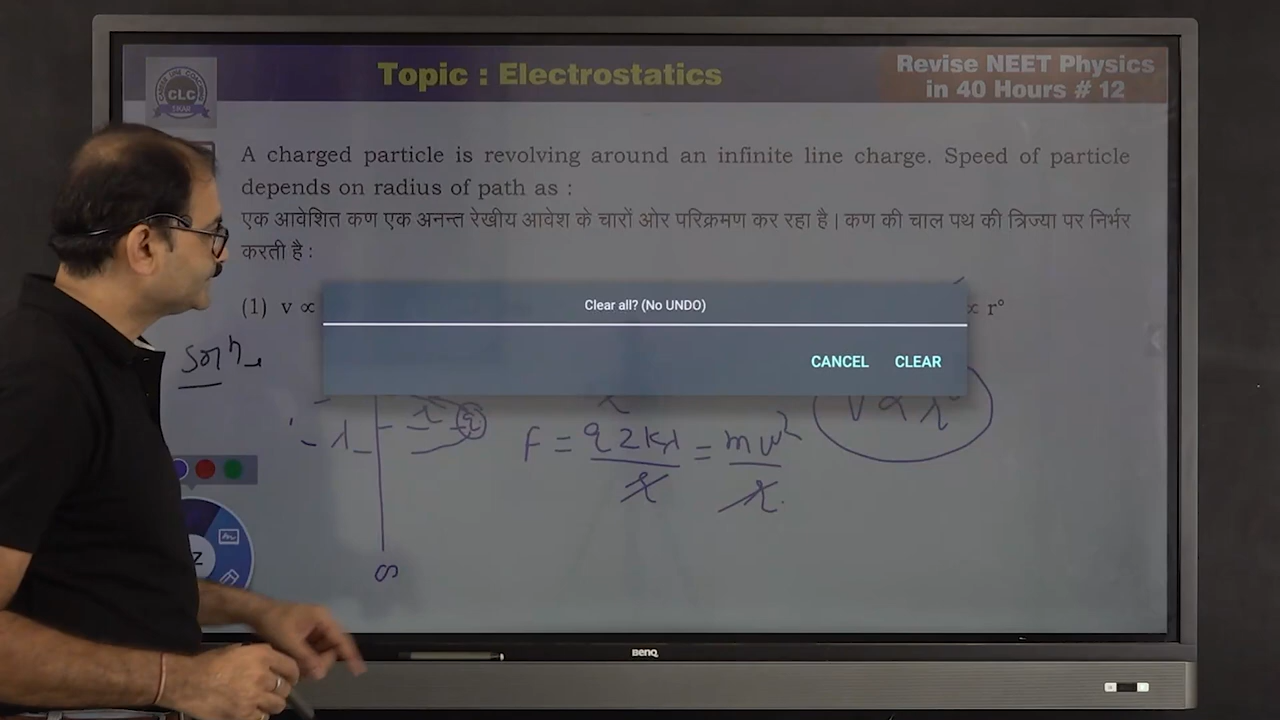 Topic : Electrostatics
Revise NEET Physics
in 40 Hours # 12
CLC
SIKAR
A charged particle is revolving around an infinite line charge. Speed of particle
depends on radius of path as :
एक आवेशित कण एक अनन्त रेखीय आवेश के चारों ओर परिक्रमण कर रहा है। कण की चाल पथ की त्रिज्या पर निर्भर
करती है :
(1) v ∝
∝ r°
Clear all? (No UNDO)
CANCEL CLEAR
Solⁿ
- λ
r
q
F = q2kλ/r = mv²/r
v ∝ r°
∞
Z
BenQ